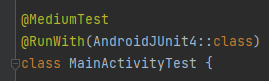 @MediumTest
@RunWith(AndroidJUnit4::class)
class MainActivityTest {